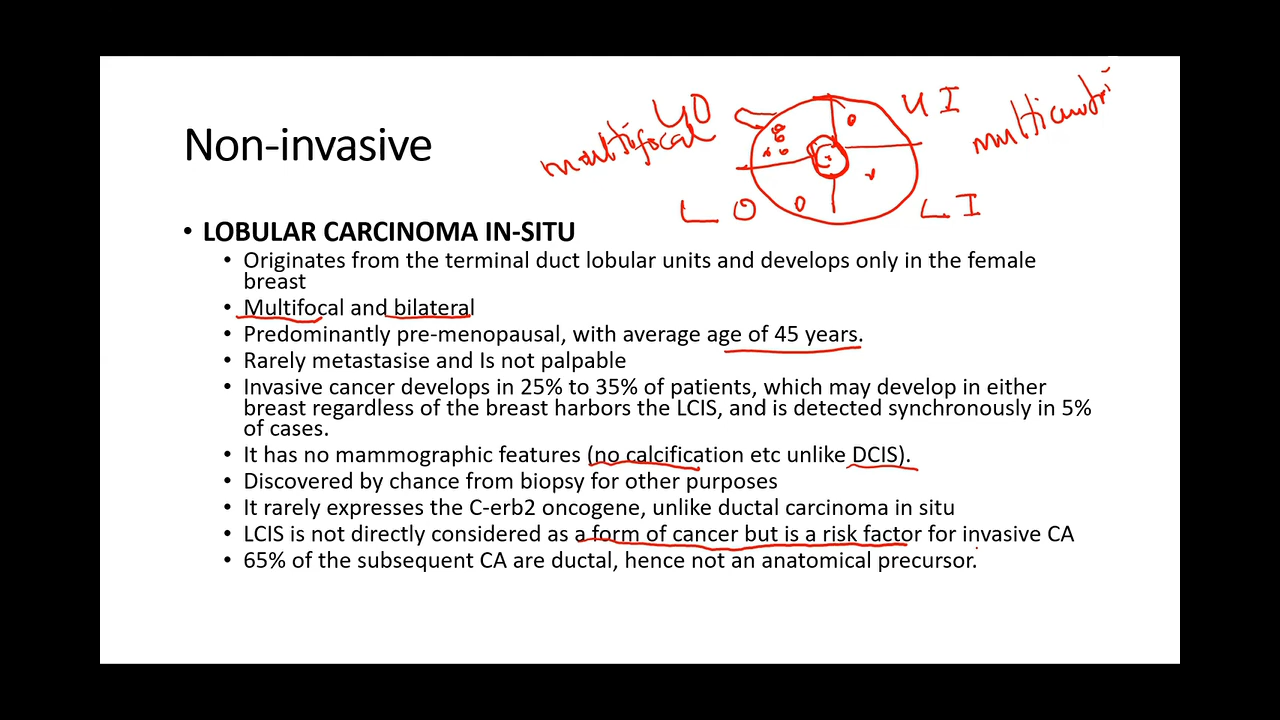 UO
U I
multifocal
Non-invasive
L O
L I
• LOBULAR CARCINOMA IN-SITU
• Originates from the terminal duct lobular units and develops only in the female
breast
• Multifocal and bilateral
• Predominantly pre-menopausal, with average age of 45 years.
• Rarely metastasise and Is not palpable
• Invasive cancer develops in 25% to 35% of patients, which may develop in either
breast regardless of the breast harbors the LCIS, and is detected synchronously in 5%
of cases.
• It has no mammographic features (no calcification etc unlike DCIS).
• Discovered by chance from biopsy for other purposes
• It rarely expresses the C-erb2 oncogene, unlike ductal carcinoma in situ
• LCIS is not directly considered as a form of cancer but is a risk factor for invasive CA
• 65% of the subsequent CA are ductal, hence not an anatomical precursor.